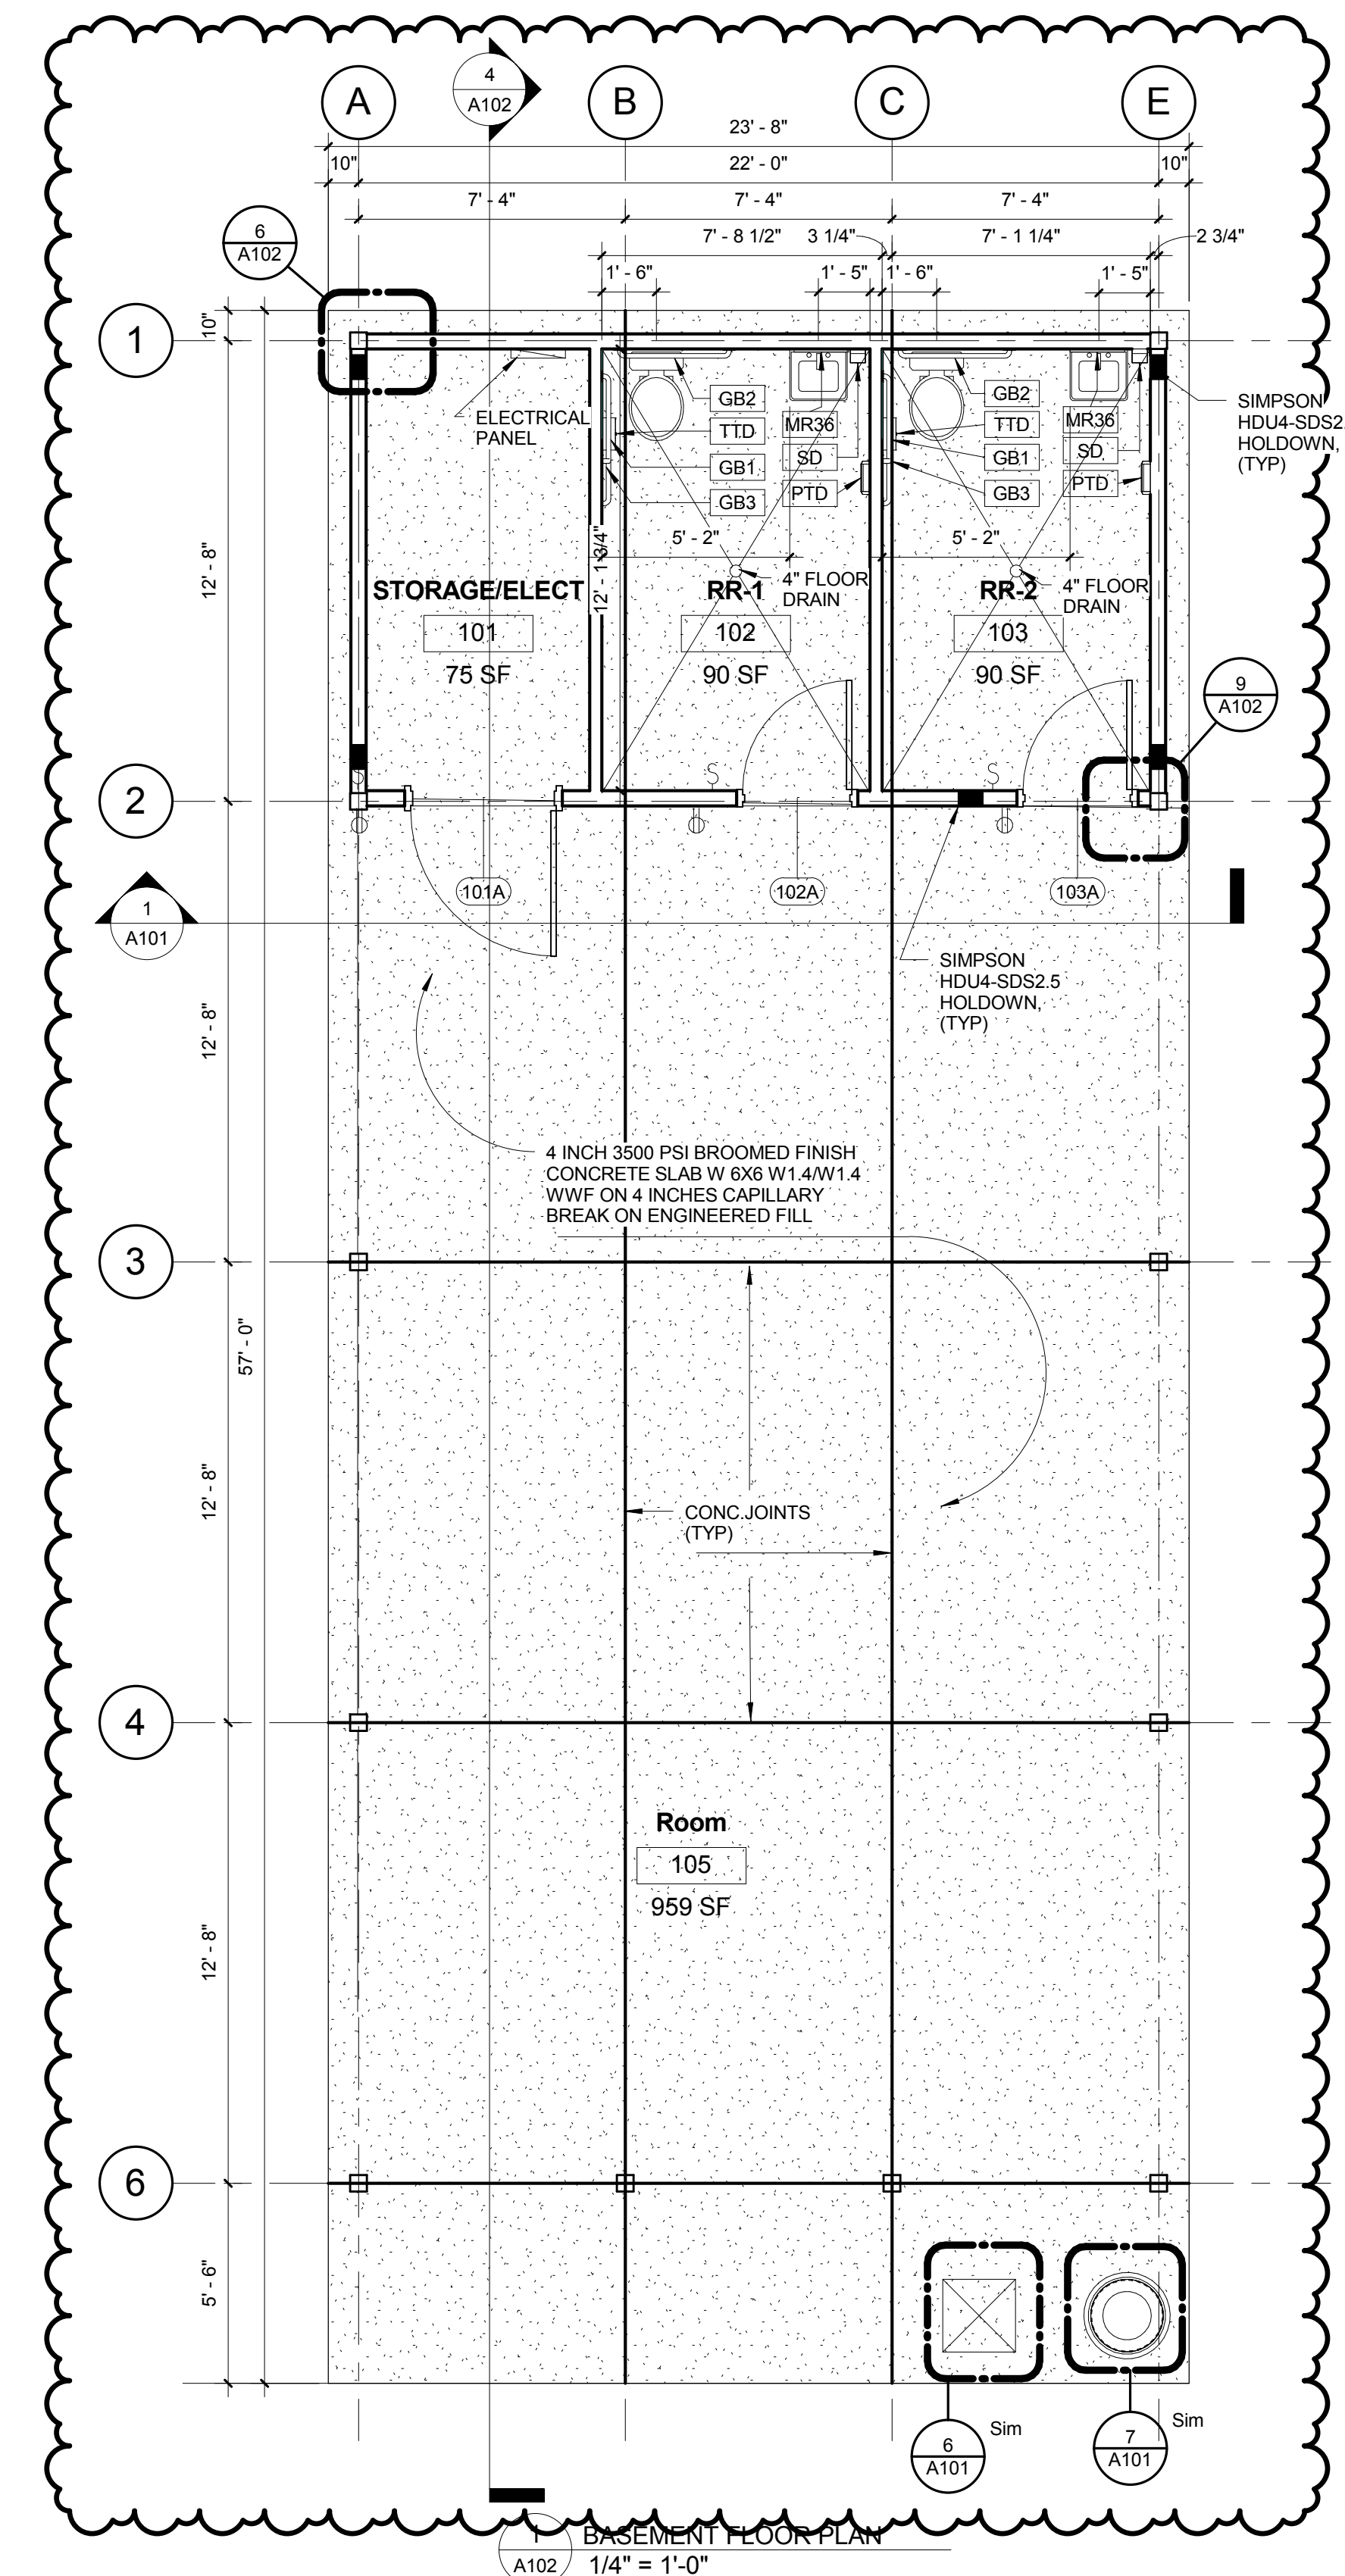 A
4
A102
B
C
E
23' - 8"
10"
22' - 0"
10"
7' - 4"
7' - 4"
7' - 4"
7' - 8 1/2"
3 1/4"
7' - 1 1/4"
2 3/4"
6
A102
1' - 6"
1' - 5"
1' - 6"
1' - 5"
1
10"
ELECTRICAL
PANEL
GB2
TTD
GB1
GB3
MR36
SD
PTD
GB2
TTD
GB1
GB3
MR36
SD
PTD
SIMPSON
HDU4-SDS2.
HOLDOWN,
(TYP)
12' - 8"
12' - 1 3/4"
5' - 2"
5' - 2"
4" FLOOR
DRAIN
4" FLOOR
DRAIN
STORAGE/ELECT
101
75 SF
RR-1
102
90 SF
RR-2
103
90 SF
9
A102
S
S
S
2
101A
102A
103A
1
A101
SIMPSON
HDU4-SDS2.5
HOLDOWN,
(TYP)
12' - 8"
4 INCH 3500 PSI BROOMED FINISH
CONCRETE SLAB W 6X6 W1.4/W1.4
WWF ON 4 INCHES CAPILLARY
BREAK ON ENGINEERED FILL
3
57' - 0"
12' - 8"
CONC.JOINTS
(TYP)
4
Room
105
959 SF
12' - 8"
6
5' - 6"
6
A101
Sim
7
A101
Sim
1
A102
BASEMENT FLOOR PLAN
1/4" = 1'-0"